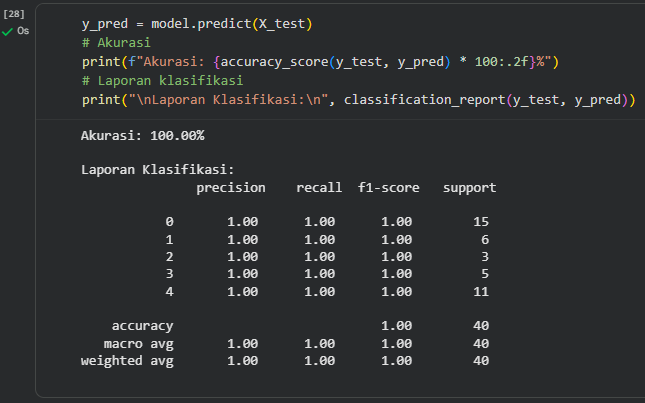 [28]
0s
y_pred = model.predict(X_test)
# Akurasi
print(f"Akurasi: {accuracy_score(y_test, y_pred) * 100:.2f}%")
# Laporan klasifikasi
print("\nLaporan Klasifikasi:\n", classification_report(y_test, y_pred))
Akurasi: 100.00%
Laporan Klasifikasi:
precision recall f1-score support
0 1.00 1.00 1.00 15
1 1.00 1.00 1.00 6
2 1.00 1.00 1.00 3
3 1.00 1.00 1.00 5
4 1.00 1.00 1.00 11
accuracy 1.00 40
macro avg 1.00 1.00 1.00 40
weighted avg 1.00 1.00 1.00 40